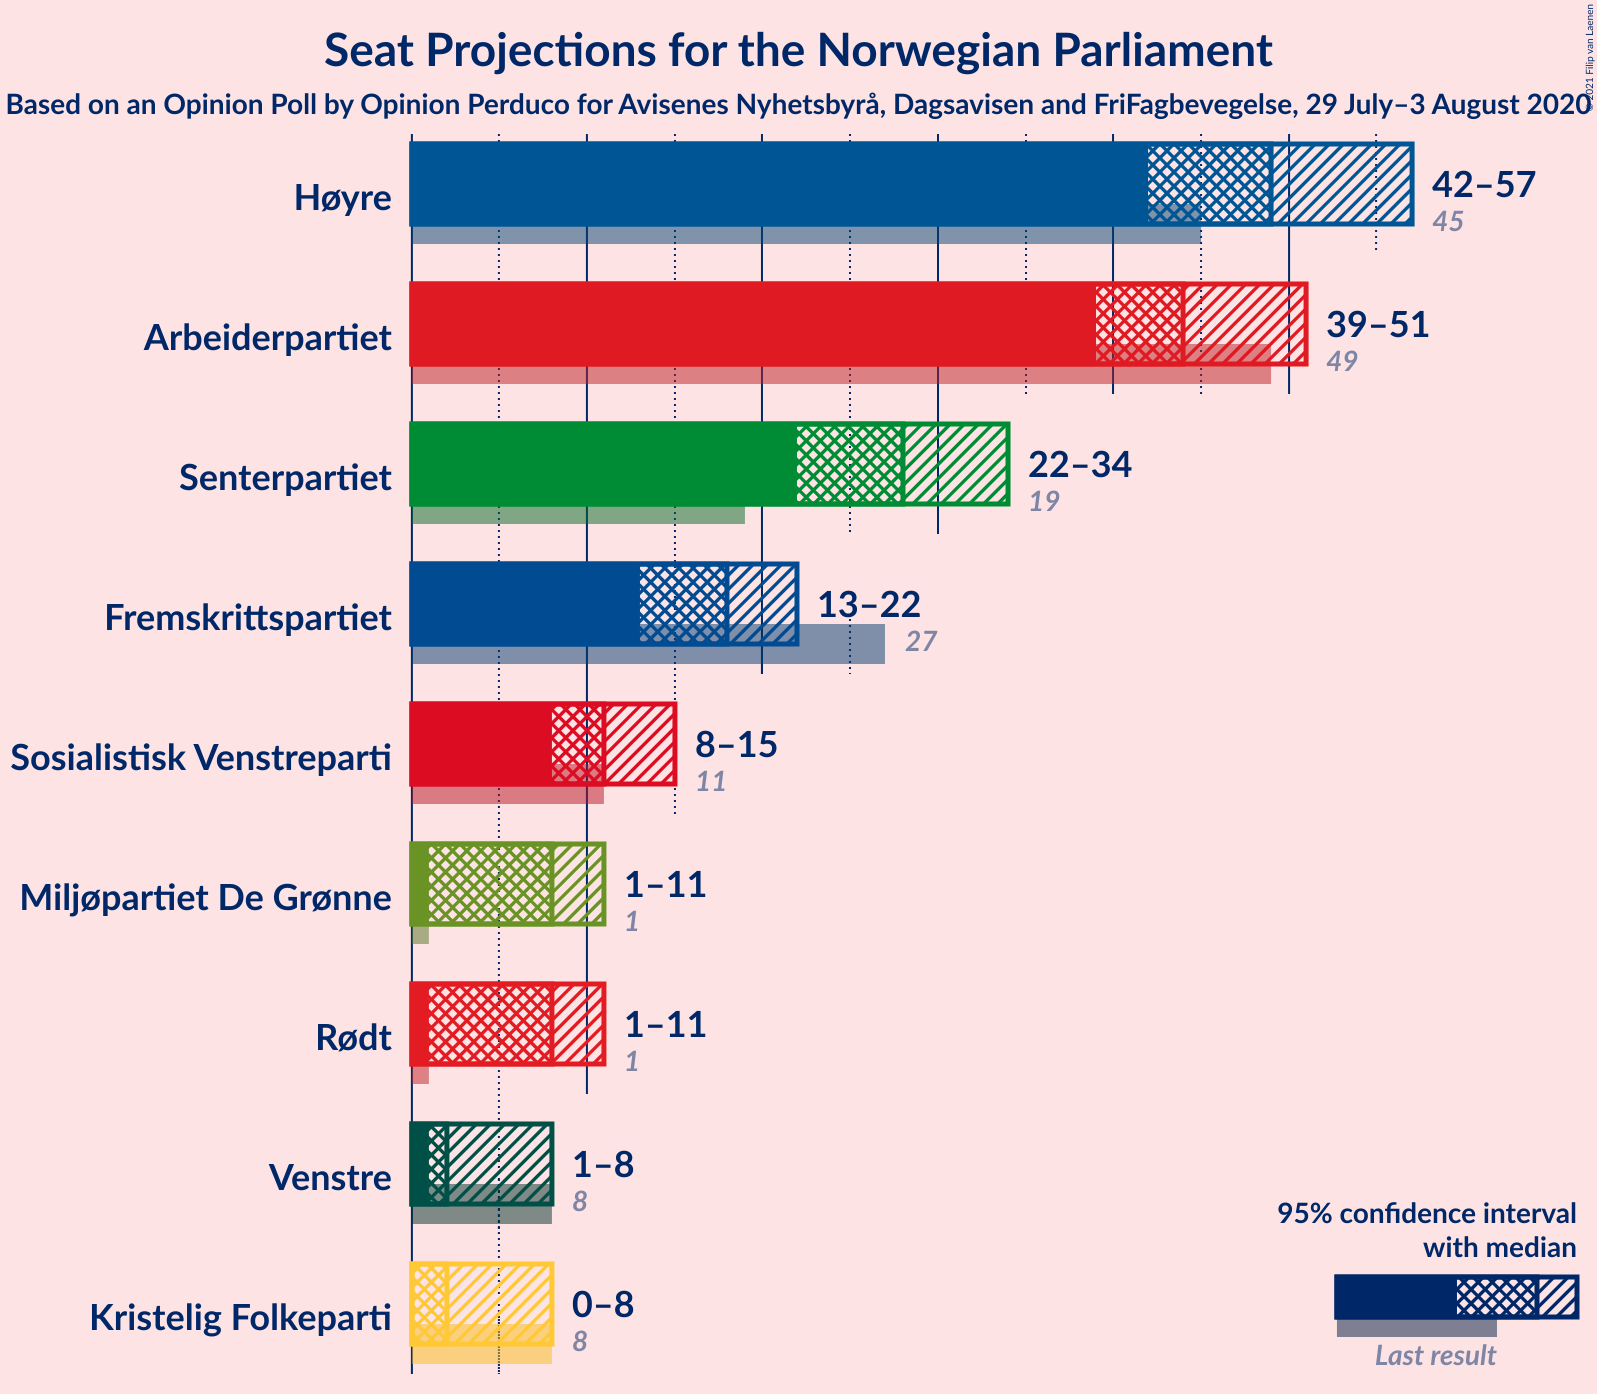 Seat Projections for the Norwegian Parliament
Based on an Opinion Poll by Opinion Perduco for Avisenes Nyhetsbyrå, Dagsavisen and FriFagbevegelse, 29 July–3 August 2020
© 2021 Filip van Laenen
Høyre
42–57
45
Arbeiderpartiet
39–51
49
Senterpartiet
22–34
19
Fremskrittspartiet
13–22
27
Sosialistisk Venstreparti
8–15
11
Miljøpartiet De Grønne
1–11
1
Rødt
1–11
1
Venstre
1–8
8
Kristelig Folkeparti
0–8
8
95% confidence interval
with median
Last result